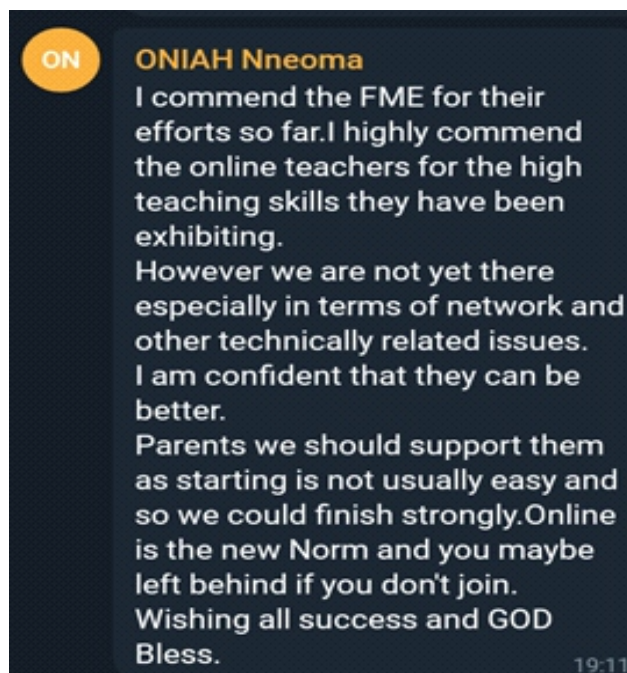 ON
ONIAH Nneoma
I commend the FME for their
efforts so far.I highly commend
the online teachers for the high
teaching skills they have been
exhibiting.
However we are not yet there
especially in terms of network and
other technically related issues.
I am confident that they can be
better.
Parents we should support them
as starting is not usually easy and
so we could finish strongly.Online
is the new Norm and you maybe
left behind if you don't join.
Wishing all success and GOD
Bless.
19:11